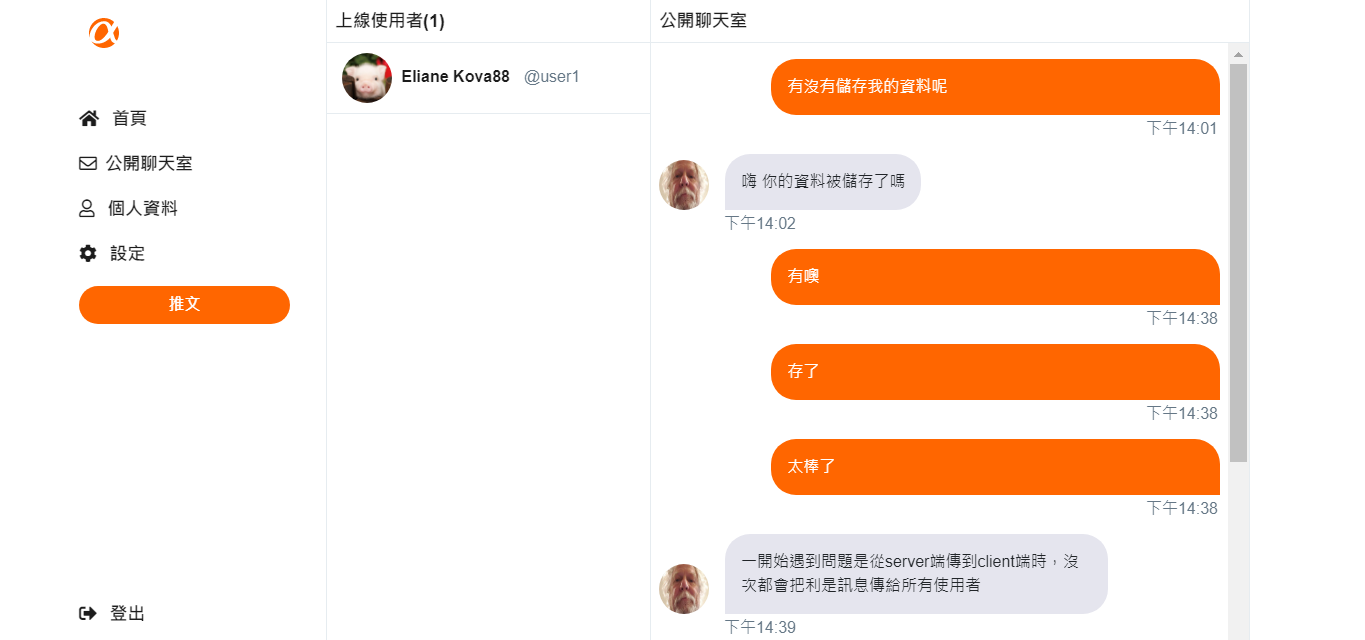 首頁
公開聊天室
個人資料
設定
推文
登出
上線使用者(1)
Eliane Kova88 @user1
公開聊天室
有沒有儲存我的資料呢
下午14:01
嗨 你的資料被儲存了嗎
下午14:02
有噢
下午14:38
存了
下午14:38
太棒了
下午14:38
一開始遇到問題是從server端傳到client端時，沒
次都會把利是訊息傳給所有使用者
下午14:39